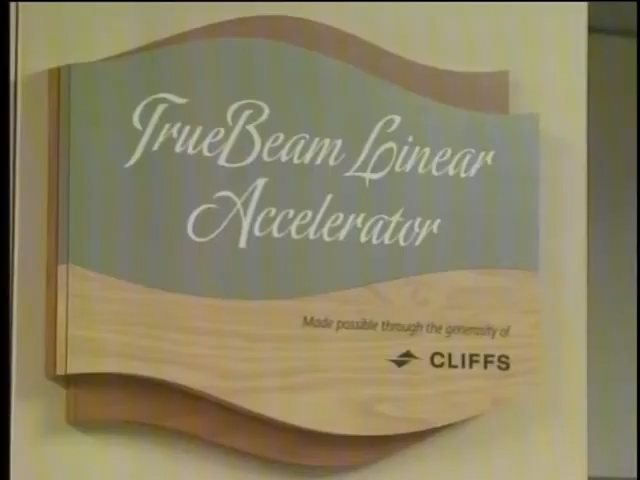 TrueBeam Linear
Accelerator
Made possible through the generosity of
CLIFFS